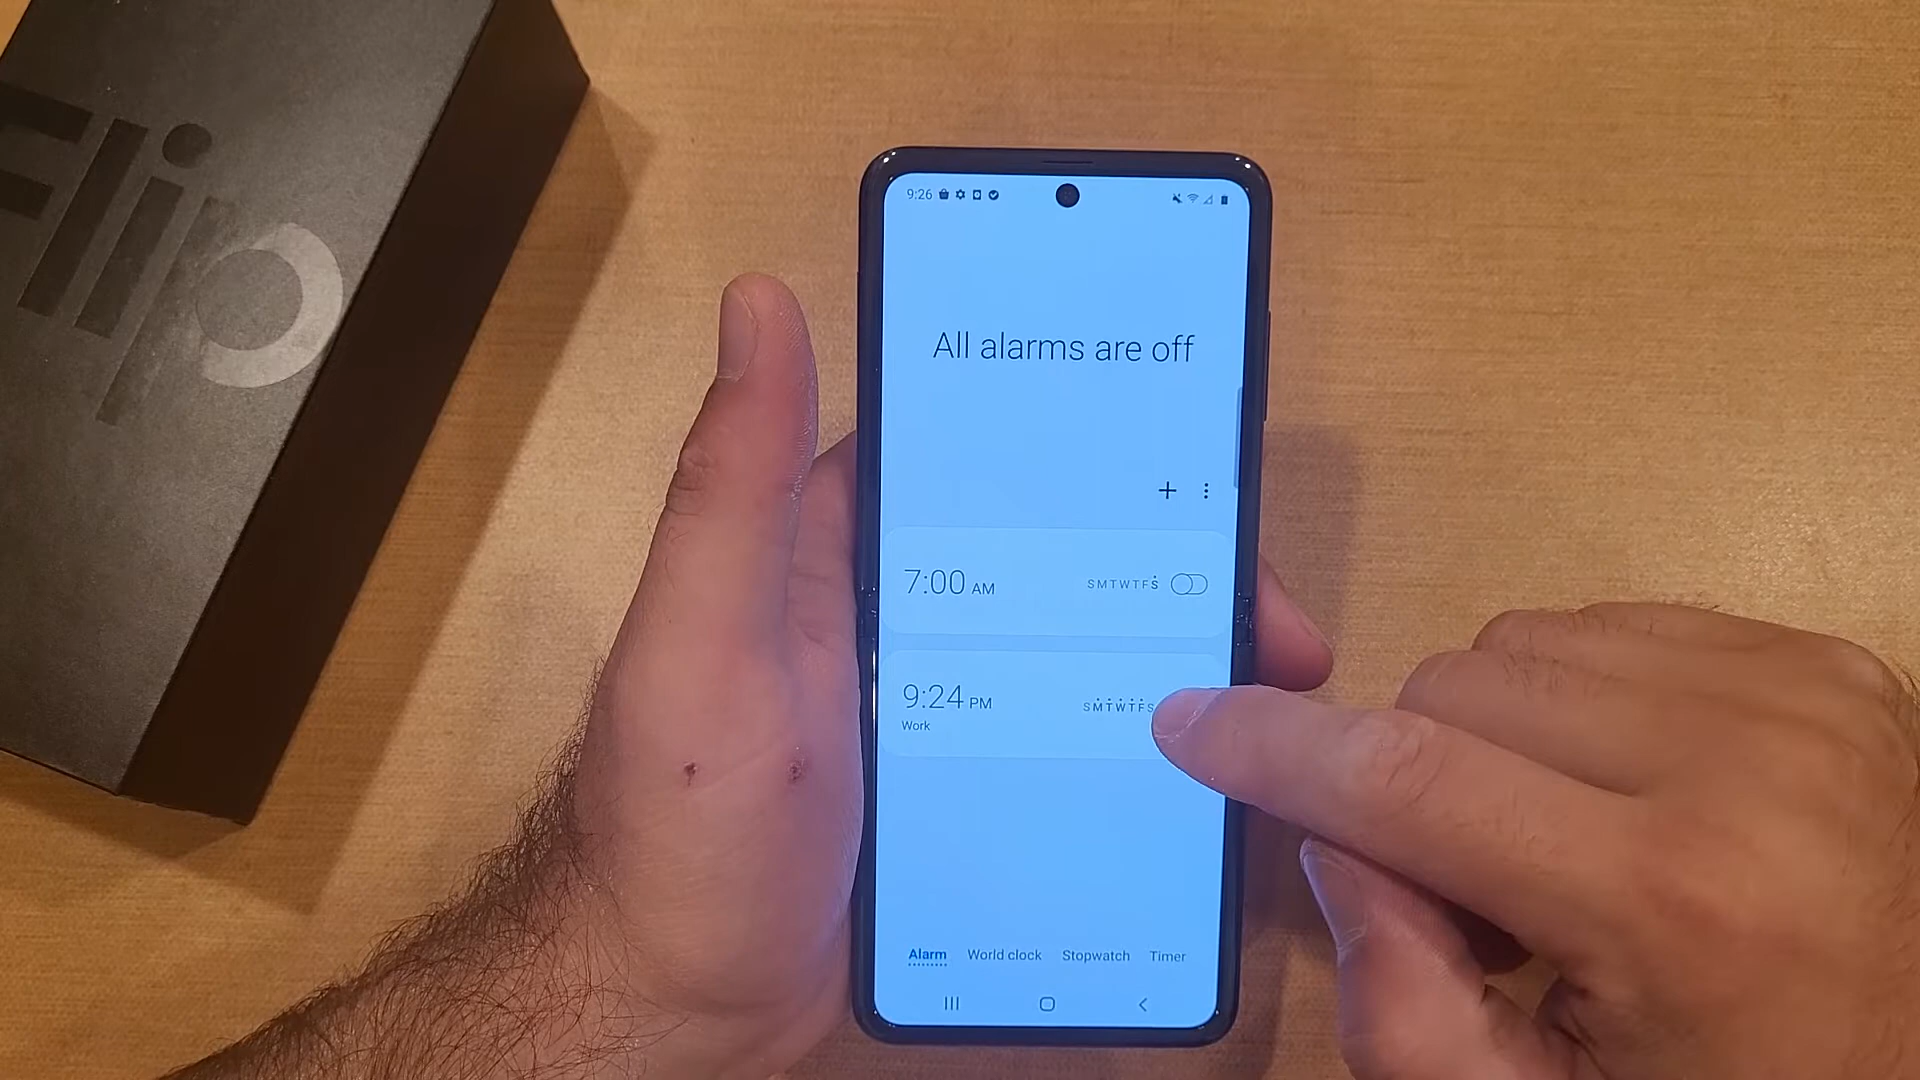 Flip
9:26
All alarms are off
7:00 AM
SMTWTFS
9:24 PM
SMTWTFS
Work
Alarm World clock Stopwatch Timer